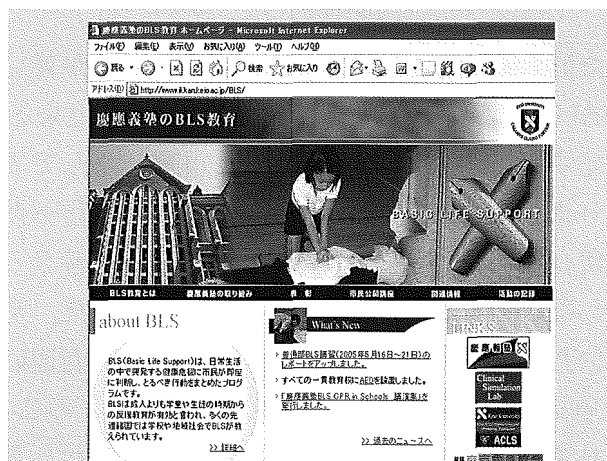 慶應義塾のBLS教育 ホームページ - Microsoft Internet Explorer
ファイル(F) 編集(E) 表示(V) お気に入り(A) ツール(T) ヘルプ(H)
戻る 検索 お気に入り
アドレス(D) http://www.ikkan.keio.ac.jp/BLS/
慶應義塾のBLS教育
BASIC LIFE SUPPORT
BLS教育とは 慶應義塾の取り組み 表彰 市民公開講座 関連情報 活動の記録
about BLS
BLS(Basic Life Support)は、日常生活
の中で突発する健康危機に市民が即座
に判断し、とるべき行動をまとめたプログ
ラムです。
BLSは成人よりも学童や生徒の時期から
の反復教育が有効と言われ、多くの先
進諸国では学校や地域社会でBLSが教
えられています。
>> 詳細へ
What's New
> 普通部BLS講習(2005年5月16日～21日)の
レポートをアップしました。
> すべての一貫教育校にAEDを設置しました。
> 「慶應義塾BLS CPR in Schools 講演集」を
発行しました。
>> 過去のニュースへ
LINKS
慶應義塾
Clinical
Simulation
Lab
Keio University
ACLS